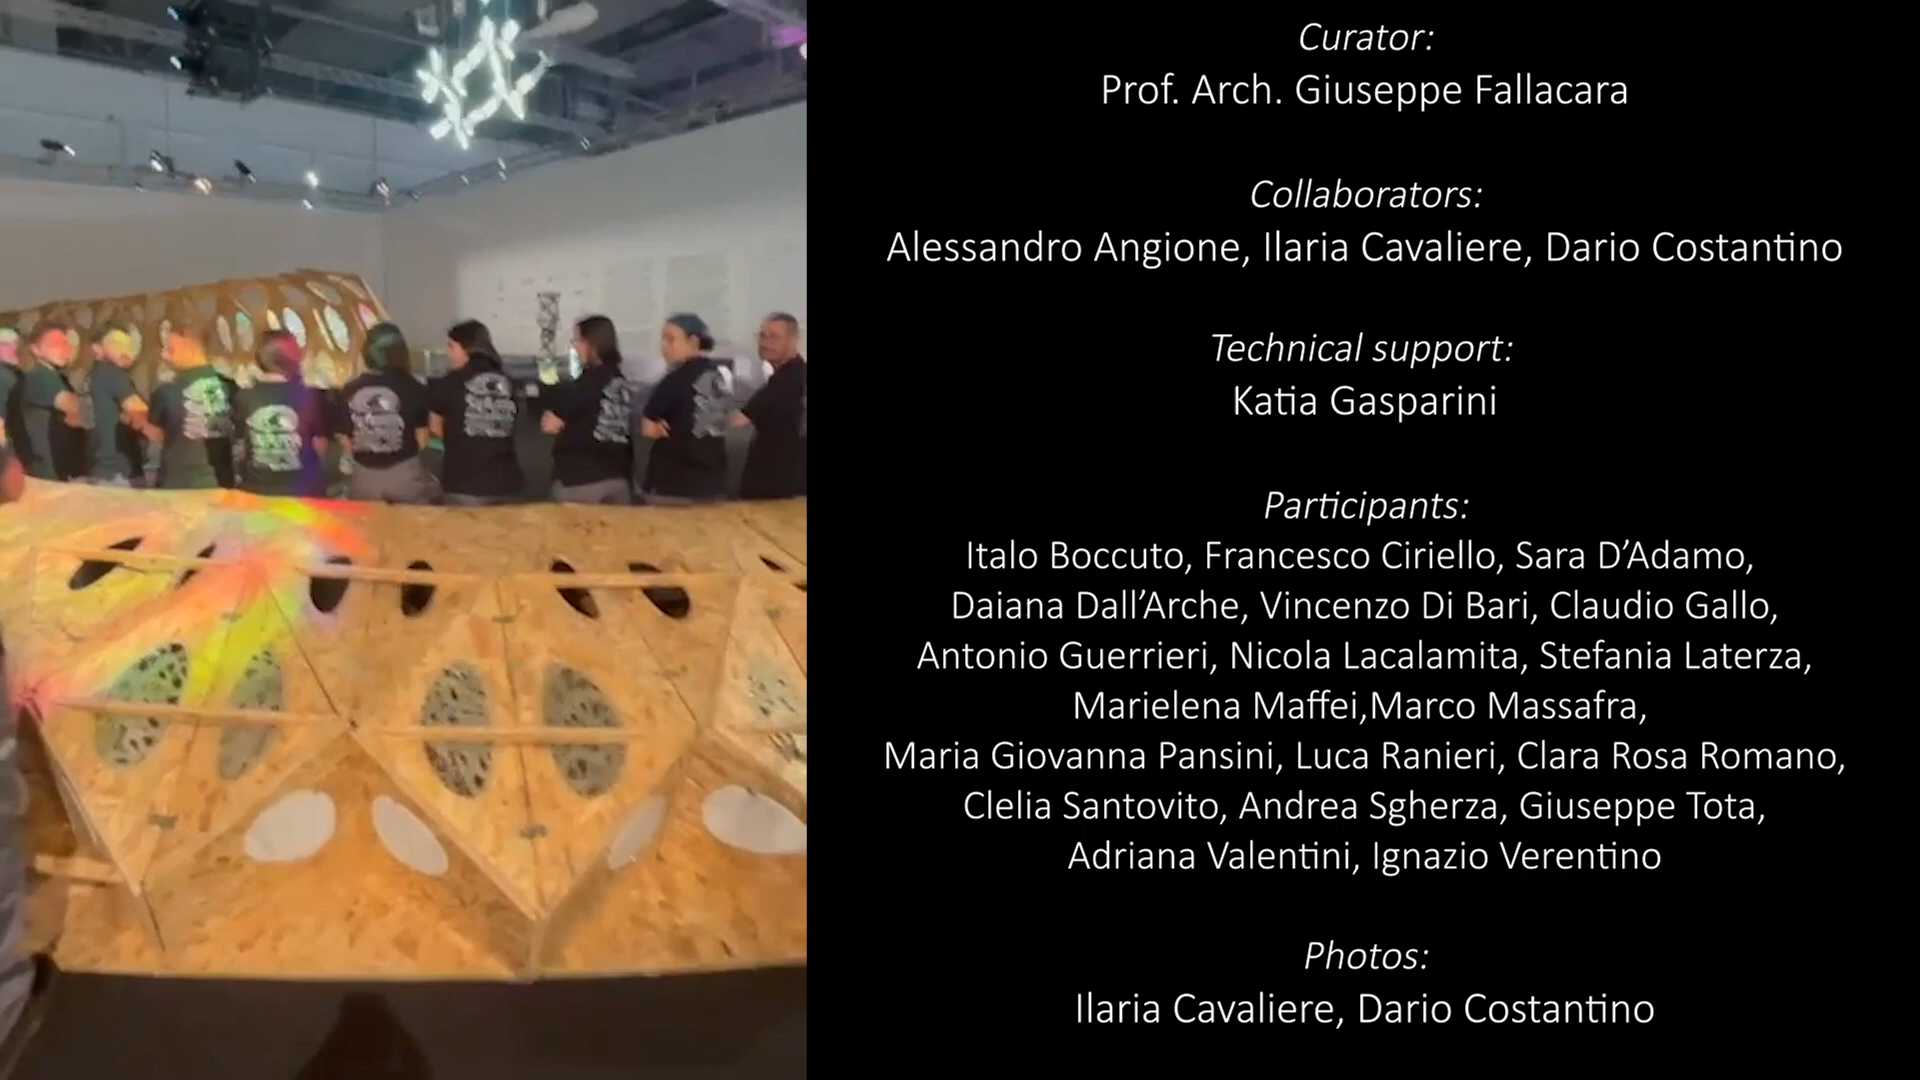 Curator:
Prof. Arch. Giuseppe Fallacara
Collaborators:
Alessandro Angione, Ilaria Cavaliere, Dario Costantino
Technical support:
Katia Gasparini
Participants:
Italo Boccuto, Francesco Ciriello, Sara D’Adamo,
Daiana Dall’Arche, Vincenzo Di Bari, Claudio Gallo,
Antonio Guerrieri, Nicola Lacalamita, Stefania Laterza,
Marielena Maffei,Marco Massafra,
Maria Giovanna Pansini, Luca Ranieri, Clara Rosa Romano,
Clelia Santovito, Andrea Sgherza, Giuseppe Tota,
Adriana Valentini, Ignazio Verentino
Photos:
Ilaria Cavaliere, Dario Costantino